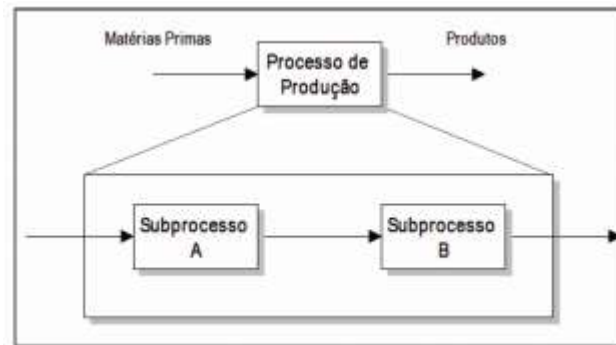 Matérias Primas
Produtos
Processo de
Produção
Subprocesso
A
Subprocesso
B